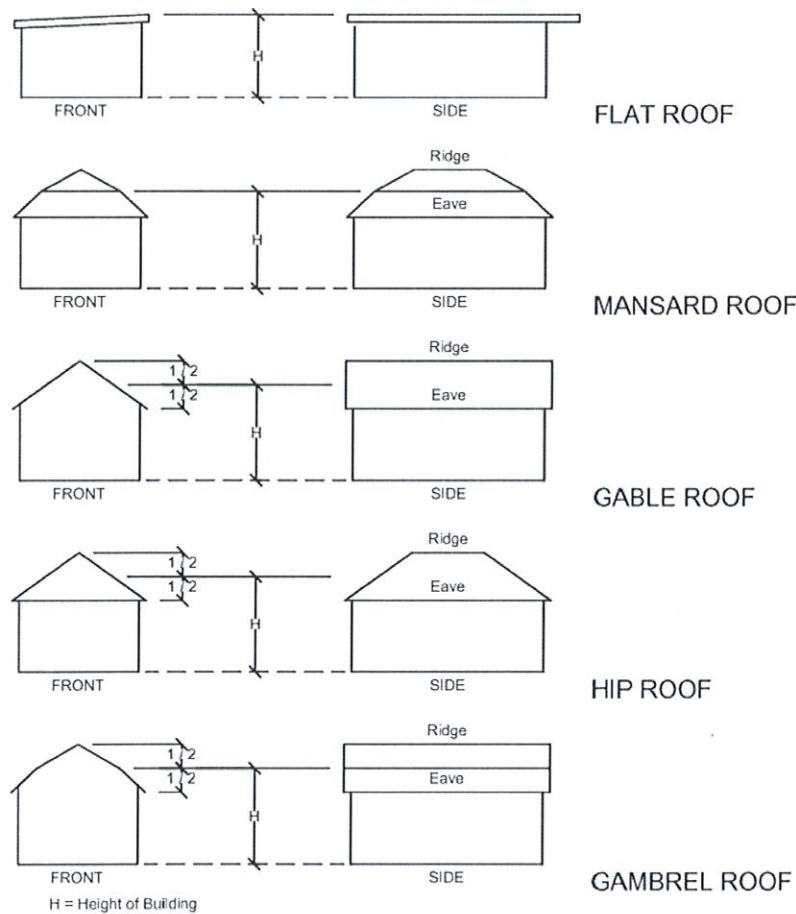 H
FRONT
SIDE
FLAT ROOF
Ridge
Eave
H
FRONT
SIDE
MANSARD ROOF
Ridge
1/2
1/2
Eave
H
FRONT
SIDE
GABLE ROOF
Ridge
1/2
1/2
Eave
H
FRONT
SIDE
HIP ROOF
Ridge
1/2
1/2
Eave
H
FRONT
SIDE
GAMBREL ROOF
H = Height of Building